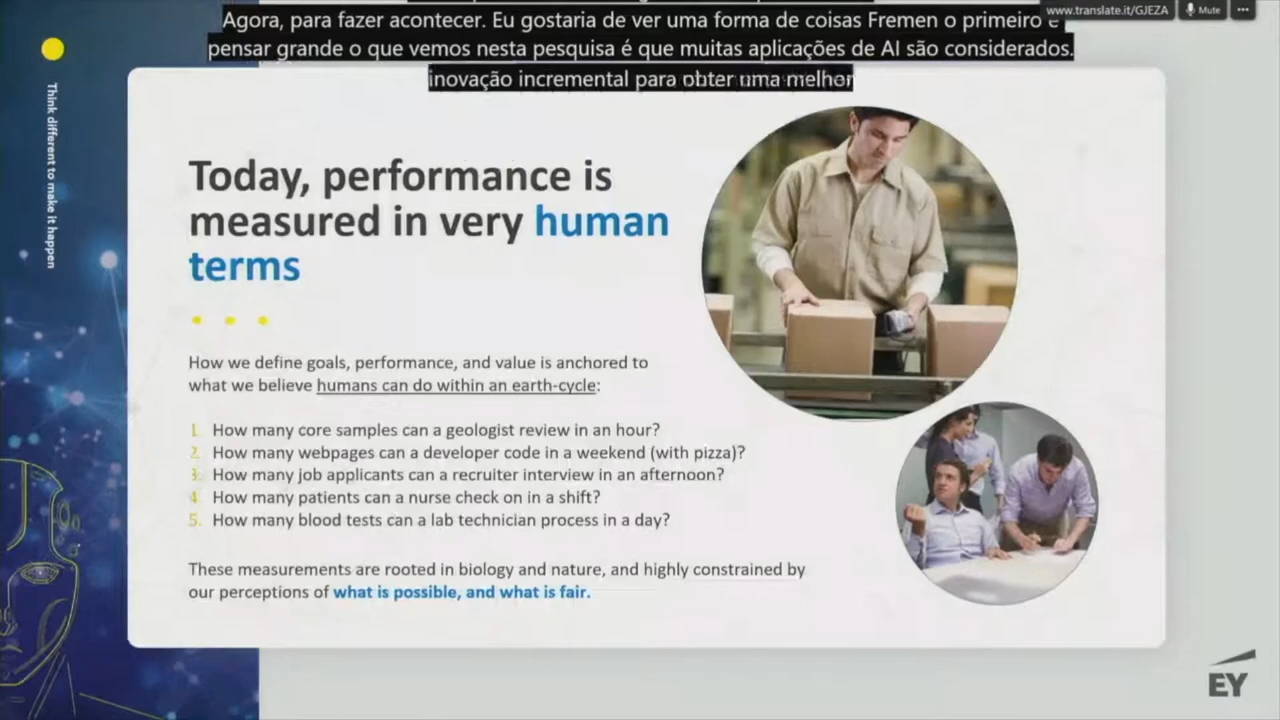 Agora, para fazer acontecer. Eu gostaria de ver uma forma de coisas Fremen o primeiro e
pensar grande o que vemos nesta pesquisa é que muitas aplicações de AI são considerados.
inovação incremental para obter uma melhor
www.translate.it/GJEZA
Mute
Think different to make it happen
Today, performance is
measured in very human
terms
How we define goals, performance, and value is anchored to
what we believe humans can do within an earth-cycle:
1. How many core samples can a geologist review in an hour?
2. How many webpages can a developer code in a weekend (with pizza)?
3. How many job applicants can a recruiter interview in an afternoon?
4. How many patients can a nurse check on in a shift?
5. How many blood tests can a lab technician process in a day?
These measurements are rooted in biology and nature, and highly constrained by
our perceptions of what is possible, and what is fair.
EY